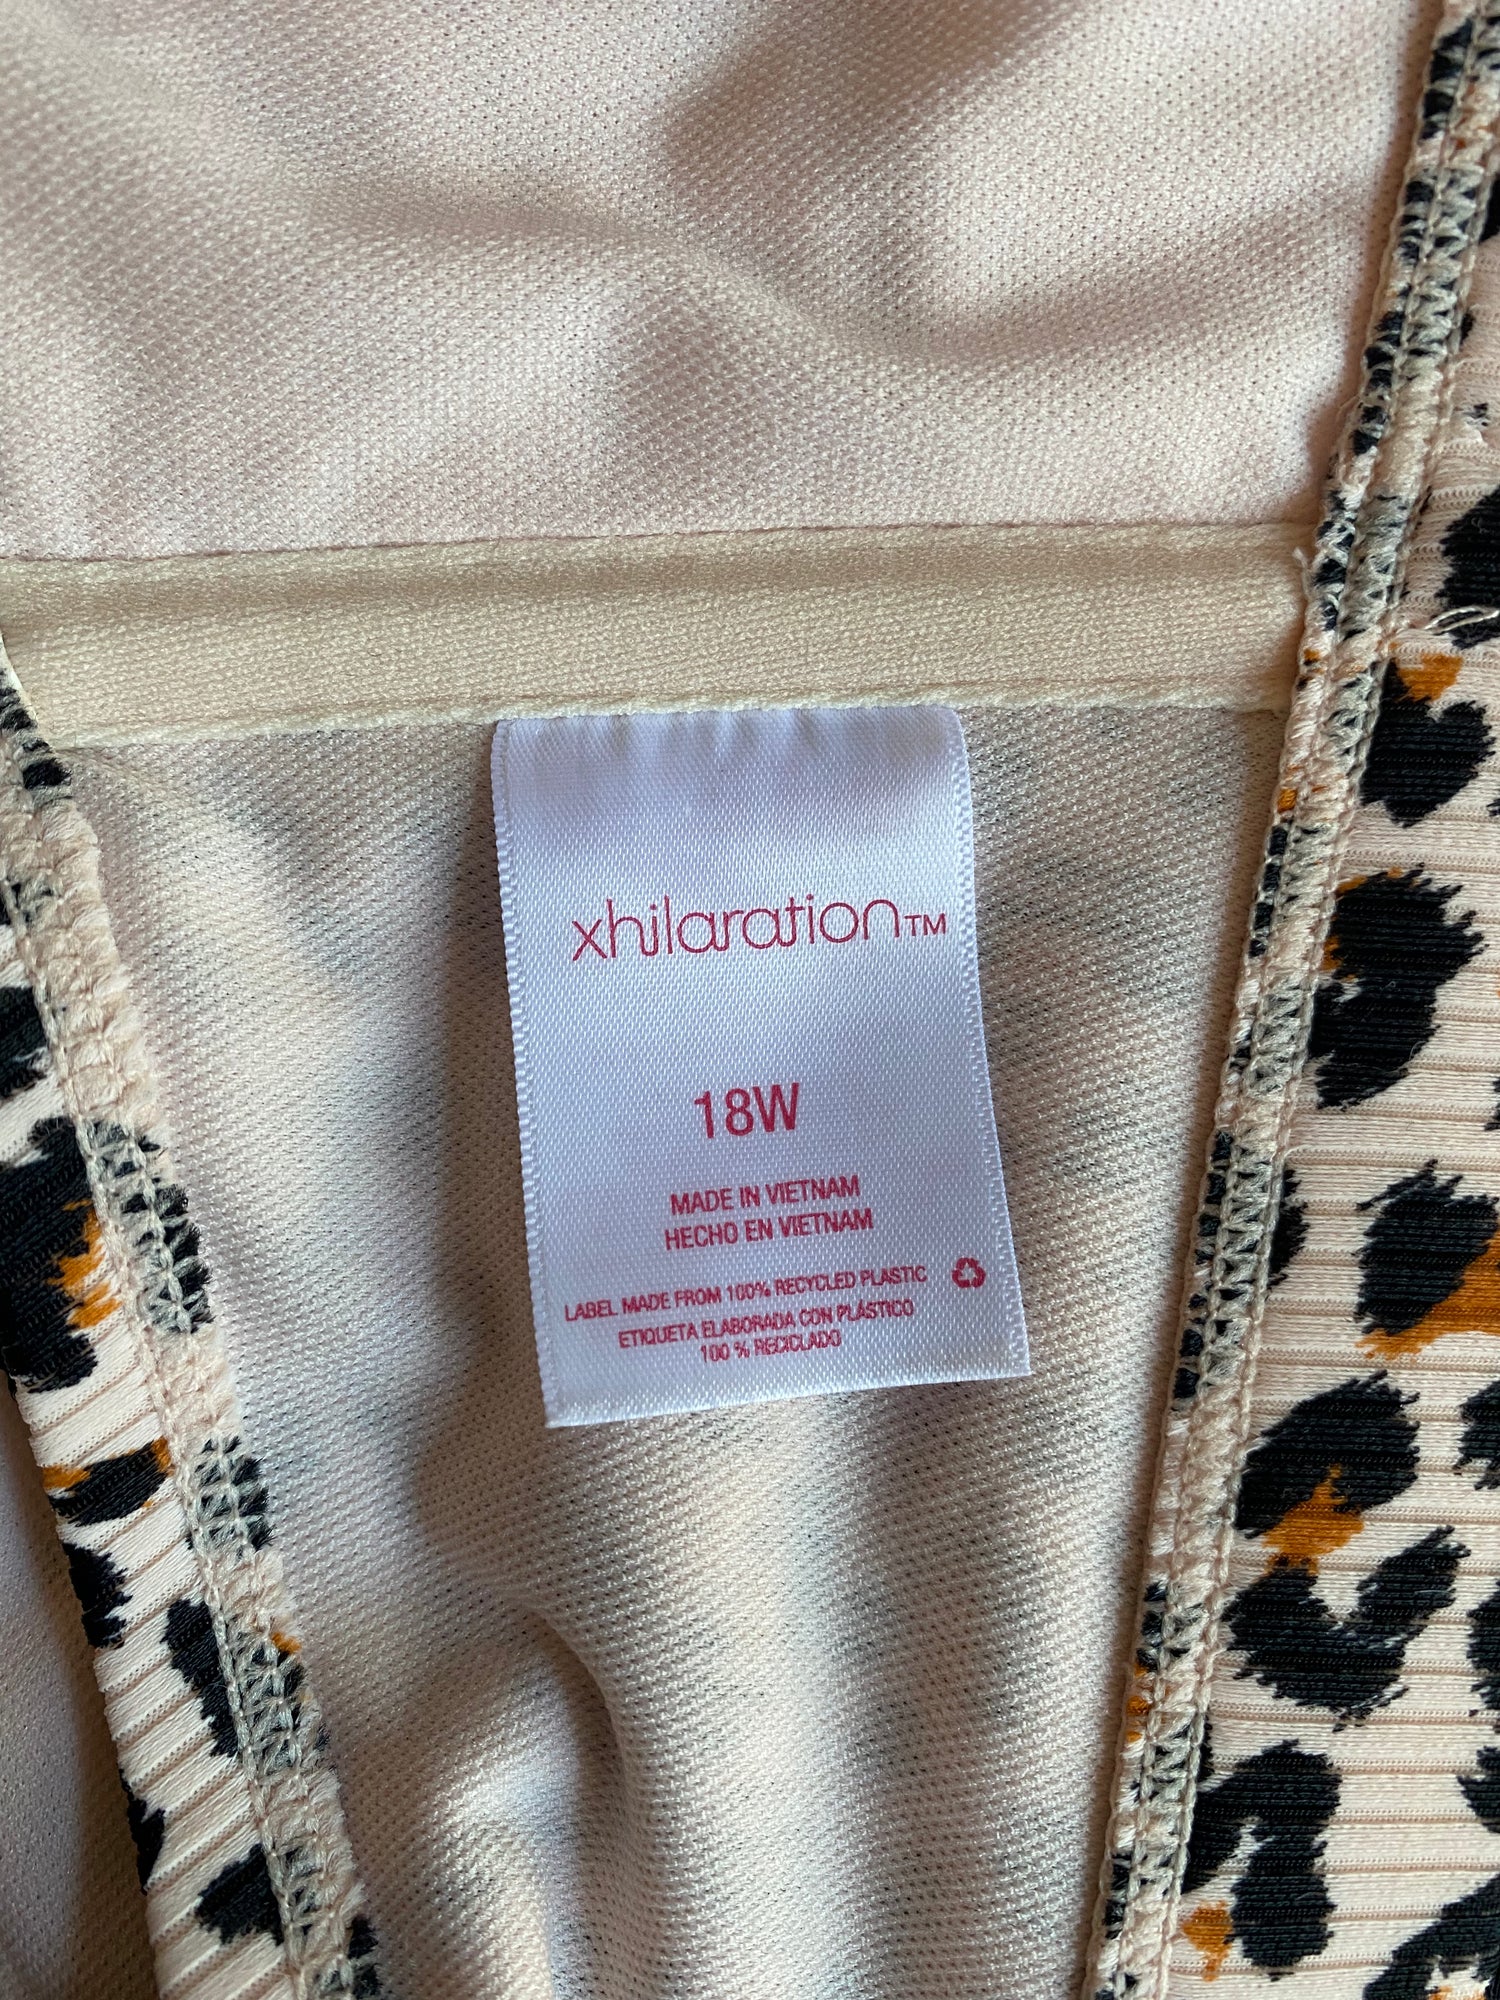 xhilaration™
18W
MADE IN VIETNAM
HECHO EN VIETNAM
LABEL MADE FROM 100% RECYCLED PLASTIC
ETIQUETA ELABORADA CON PLÁSTICO
100 % RECICLADO